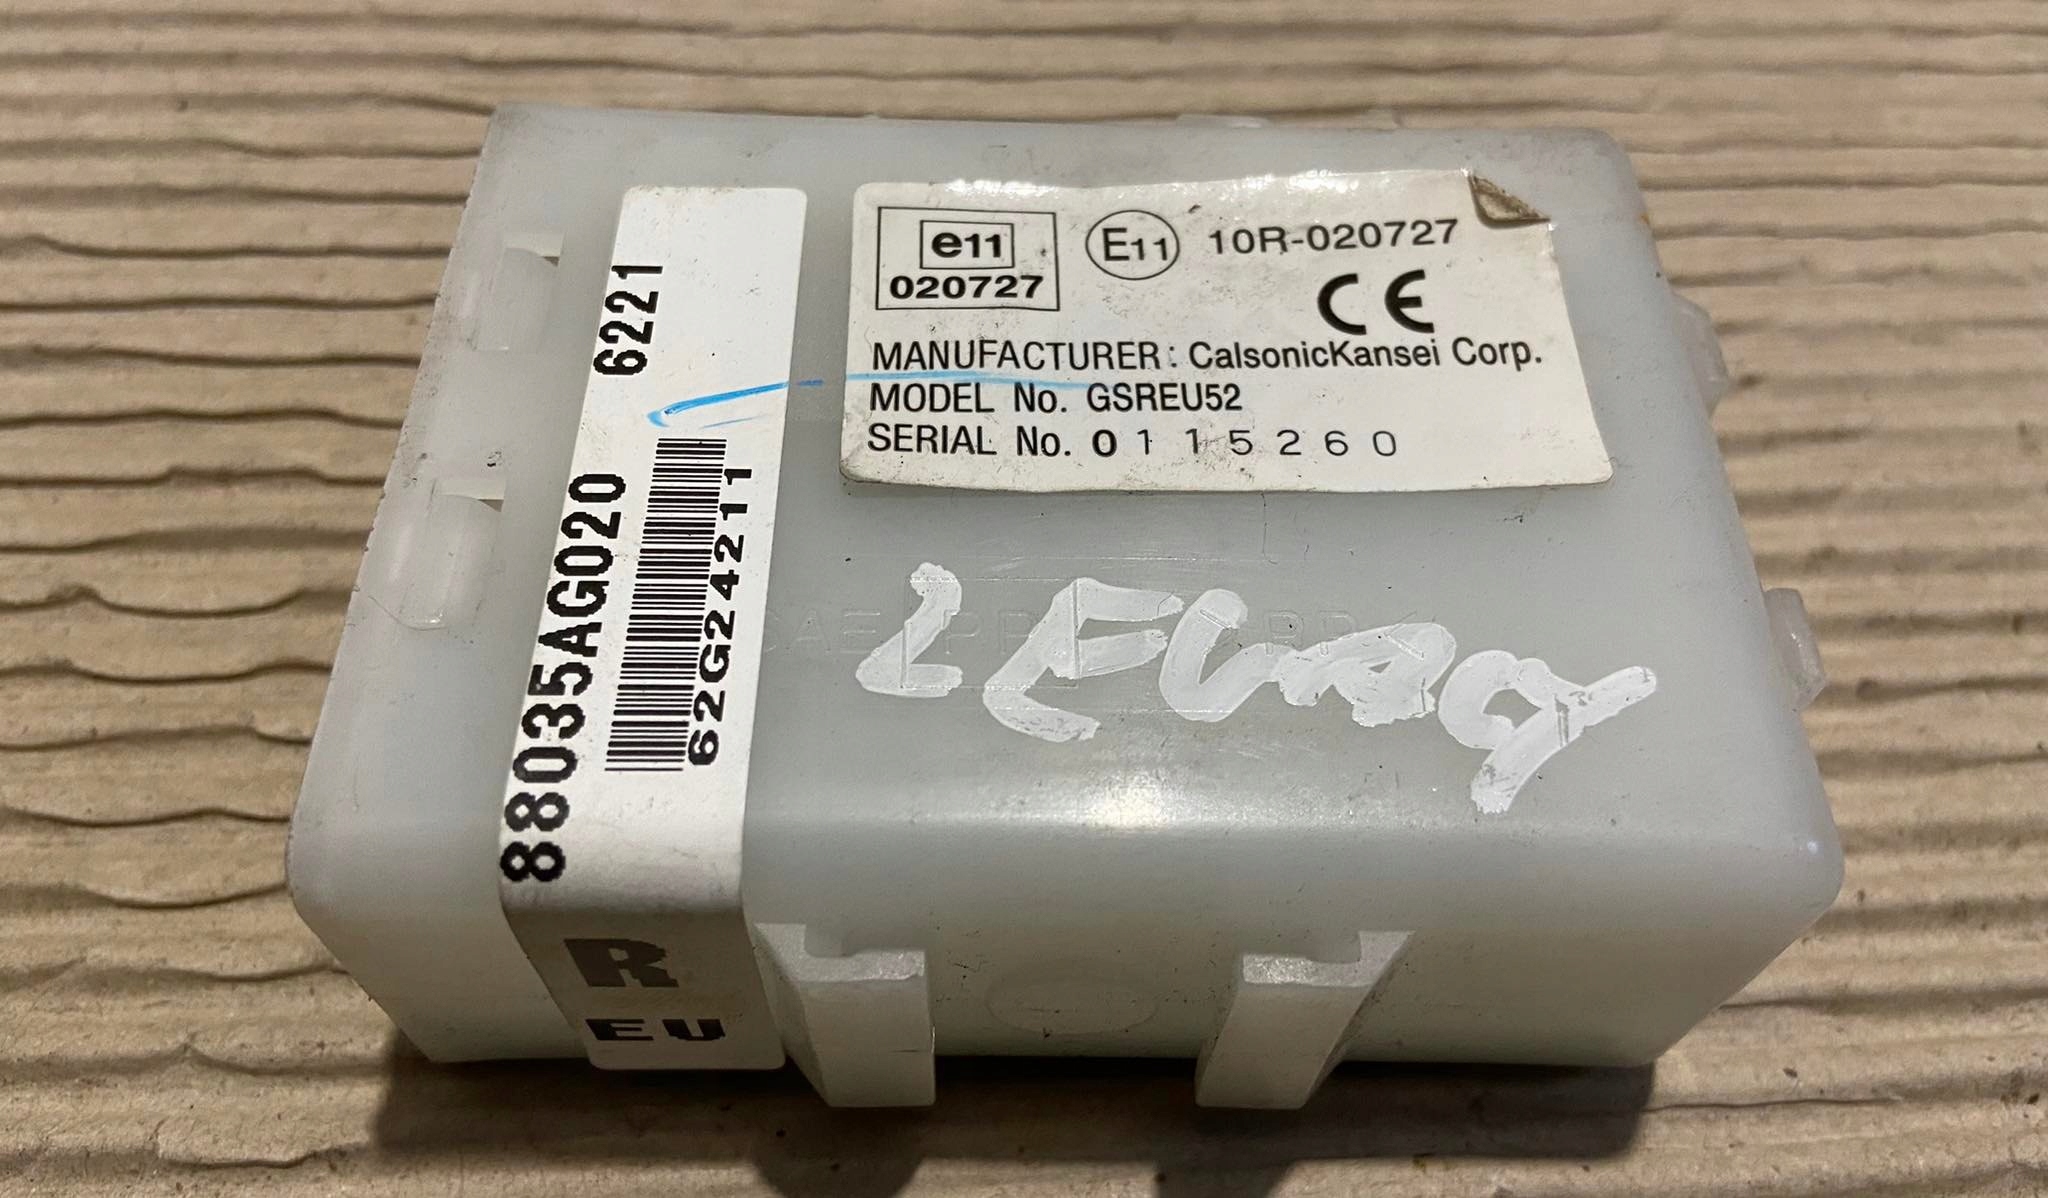 e11
020727
E11 10R-020727
CE
MANUFACTURER: CalsonicKansei Corp.
MODEL No. GSREU52
SERIAL No. 0115260
88035AG020 6221
62G24211
R
EU
LEGACY